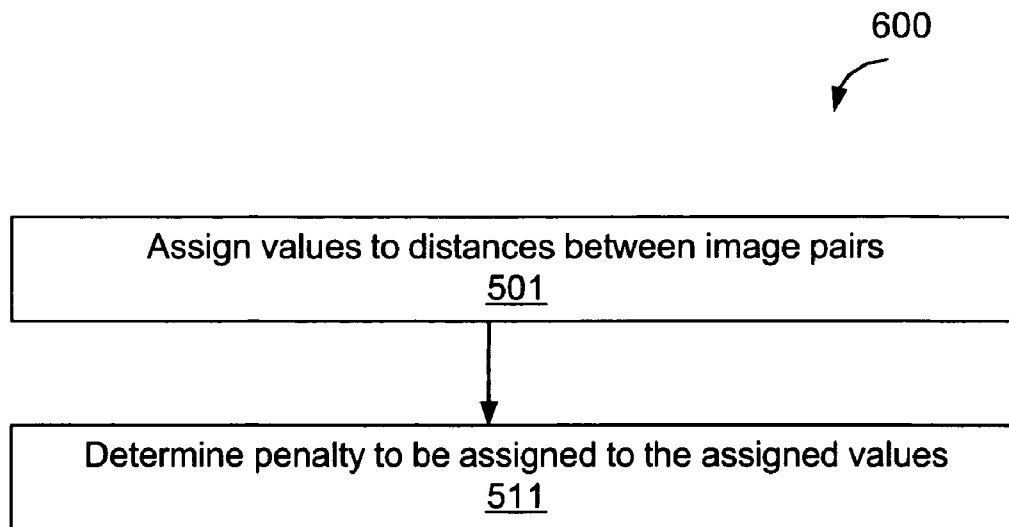 600
Assign values to distances between image pairs
501
Determine penalty to be assigned to the assigned values
511